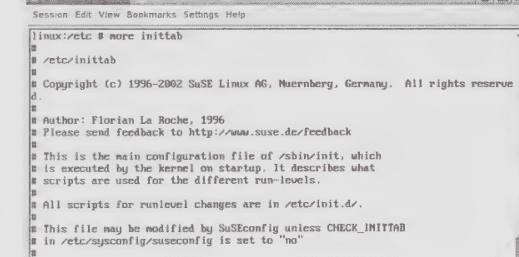 Session Edit View Bookmarks Settings Help
linux:/etc # more inittab
#
# /etc/inittab
#
# Copyright (c) 1996-2002 SuSE Linux AG, Nuernberg, Germany.  All rights reserve
d.
#
# Author: Florian La Roche, 1996
# Please send feedback to http://www.suse.de/feedback
#
# This is the main configuration file of /sbin/init, which
# is executed by the kernel on startup. It describes what
# scripts are used for the different run-levels.
#
# All scripts for runlevel changes are in /etc/init.d/.
#
# This file may be modified by SuSEconfig unless CHECK_INITTAB
# in /etc/sysconfig/suseconfig is set to "no"
#